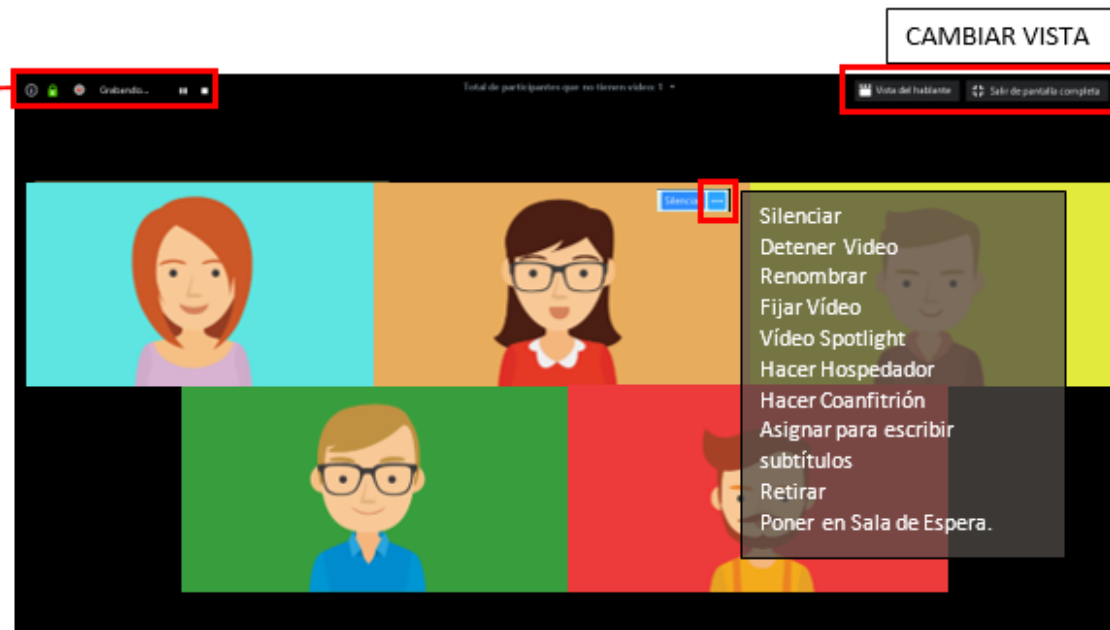 CAMBIAR VISTA
Grabando...
Total de participantes que no tienen video: 1
Vista del hablante
Salir de pantalla completa
Silenciar
Silenciar
Detener Video
Renombrar
Fijar Vídeo
Vídeo Spotlight
Hacer Hospedador
Hacer Coanfitrión
Asignar para escribir
subtítulos
Retirar
Poner en Sala de Espera.